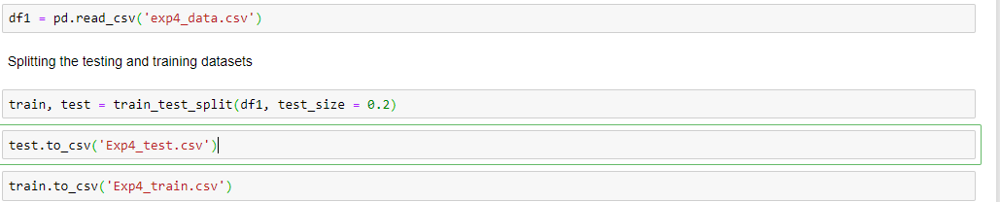 df1 = pd.read_csv('exp4_data.csv')
Splitting the testing and training datasets
train, test = train_test_split(df1, test_size = 0.2)
test.to_csv('Exp4_test.csv')
train.to_csv('Exp4_train.csv')